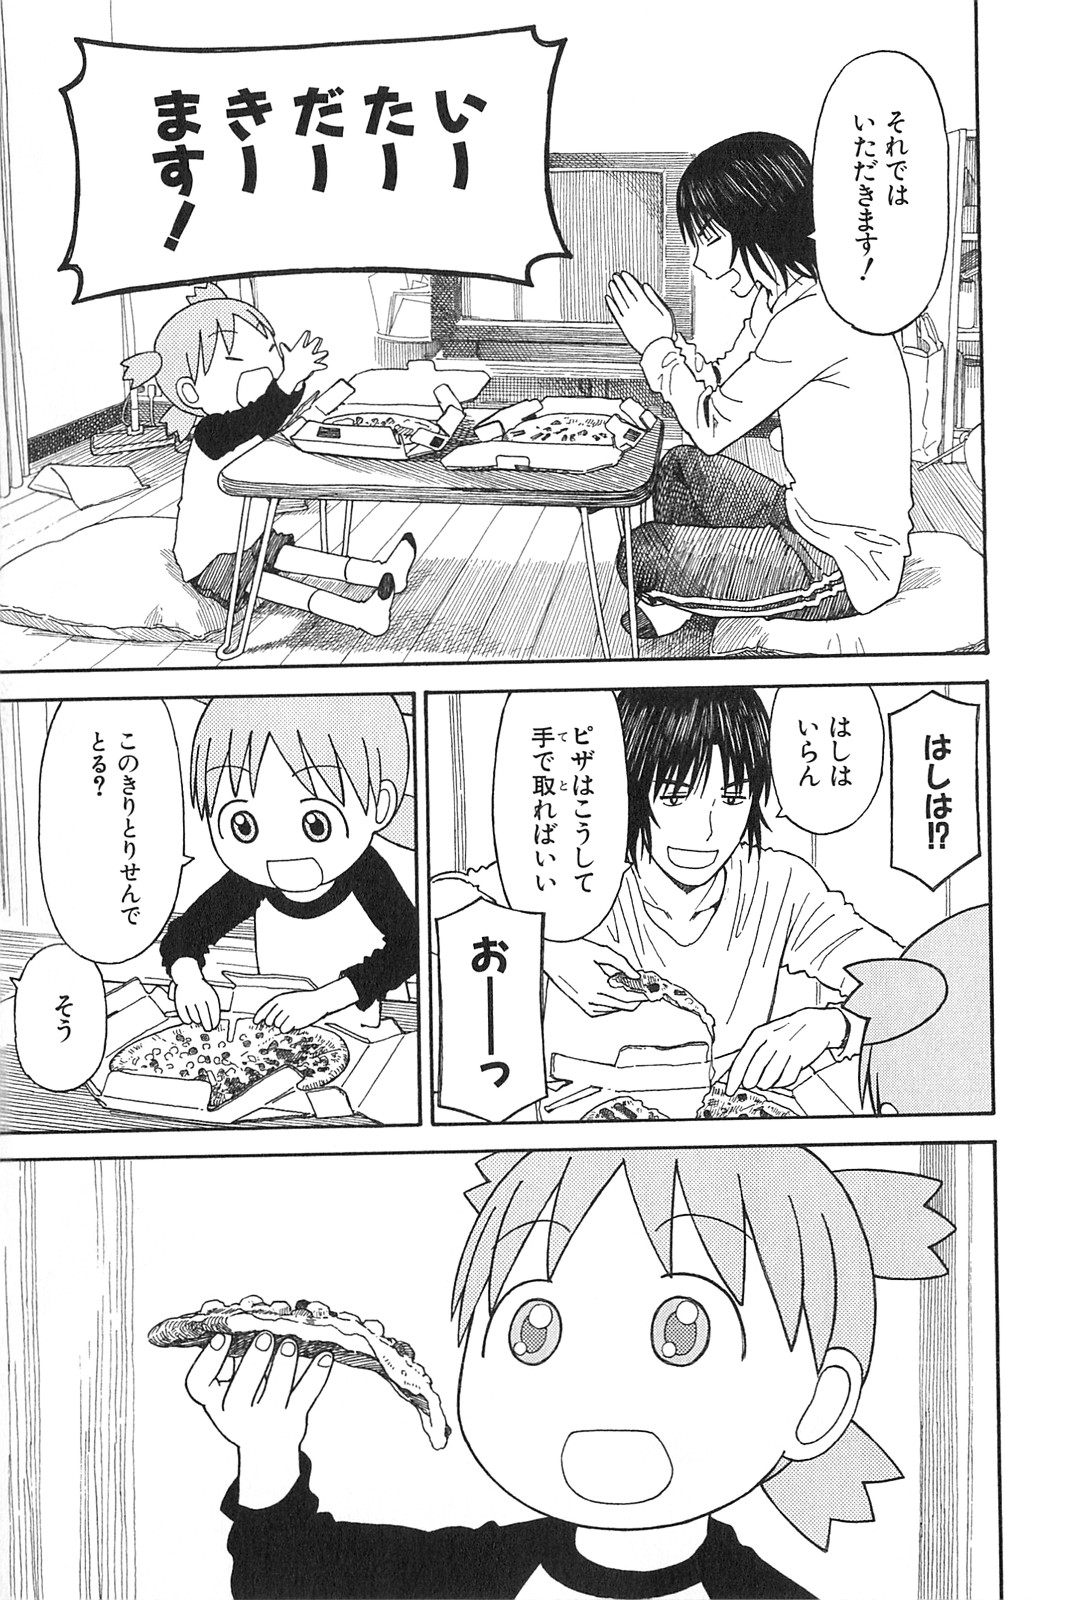 それでは
いただきます！
いー
たー
だー
きー
ます！
はしは!?
はしは
いらん
ピザはこうして
手で取ればいい
て
と
おーっ
このきりとりせんで
とる？
そう